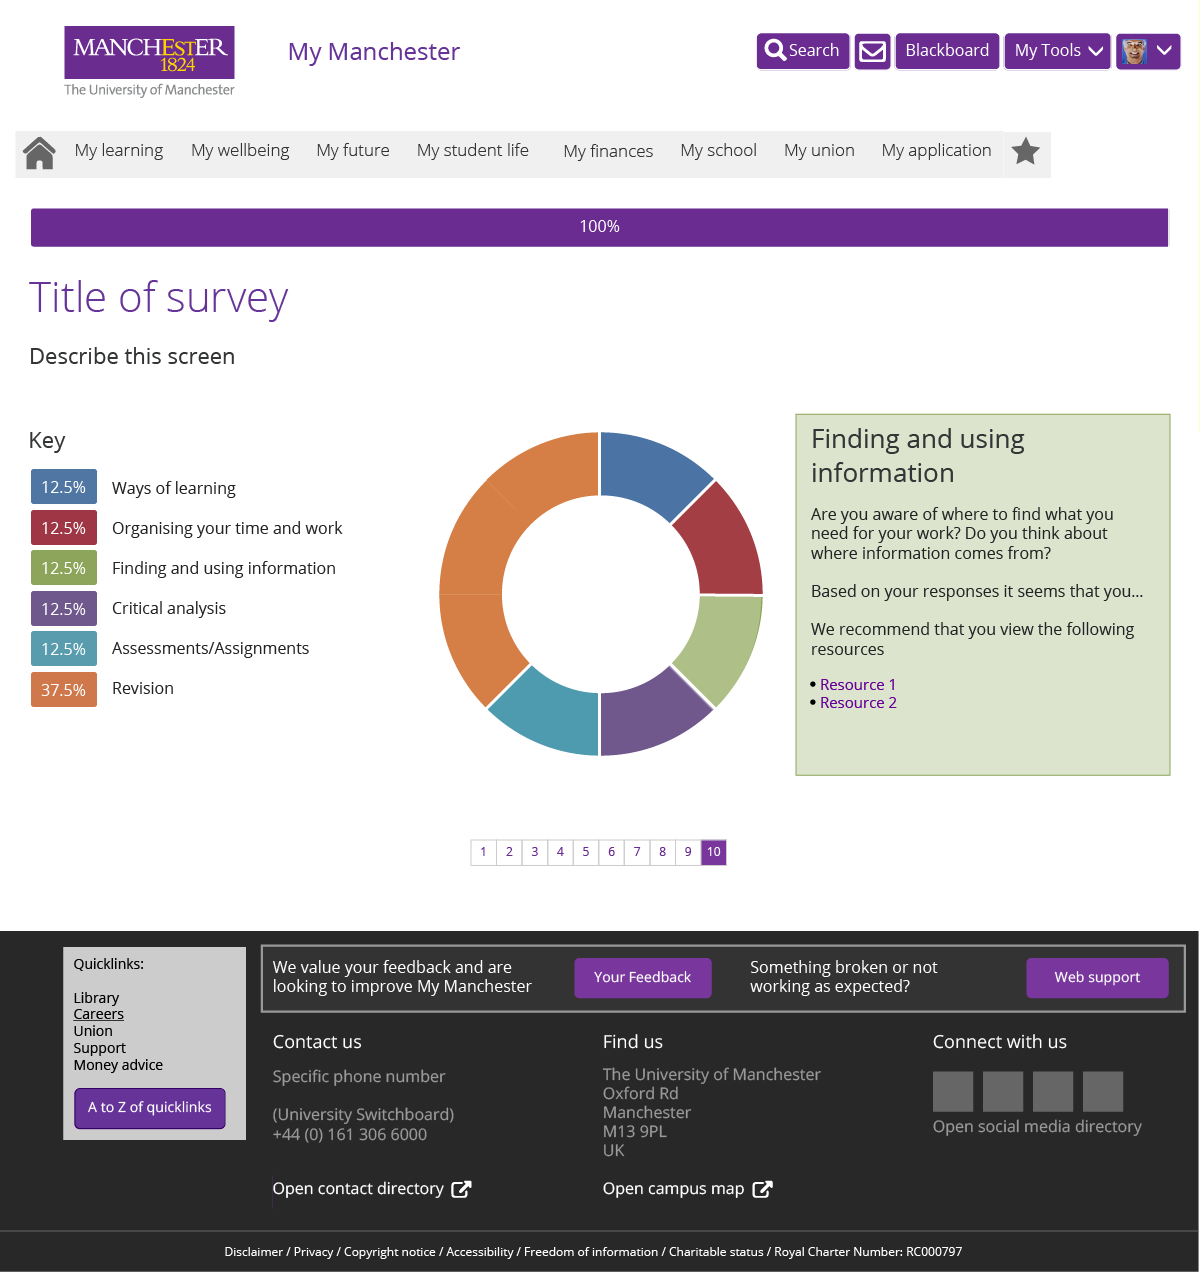 MANCHESTER
1824
The University of Manchester
My Manchester
Search
Blackboard
My Tools
My learning
My wellbeing
My future
My student life
My finances
My school
My union
My application
100%
Title of survey
Describe this screen
Key
12.5% Ways of learning
12.5% Organising your time and work
12.5% Finding and using information
12.5% Critical analysis
12.5% Assessments/Assignments
37.5% Revision
Finding and using
information
Are you aware of where to find what you
need for your work? Do you think about
where information comes from?
Based on your responses it seems that you...
We recommend that you view the following
resources
• Resource 1
• Resource 2
1 2 3 4 5 6 7 8 9 10
Quicklinks:
Library
Careers
Union
Support
Money advice
A to Z of quicklinks
We value your feedback and are
looking to improve My Manchester
Your Feedback
Something broken or not
working as expected?
Web support
Contact us
Specific phone number
(University Switchboard)
+44 (0) 161 306 6000
Open contact directory
Find us
The University of Manchester
Oxford Rd
Manchester
M13 9PL
UK
Open campus map
Connect with us
Open social media directory
Disclaimer / Privacy / Copyright notice / Accessibility / Freedom of information / Charitable status / Royal Charter Number: RC000797